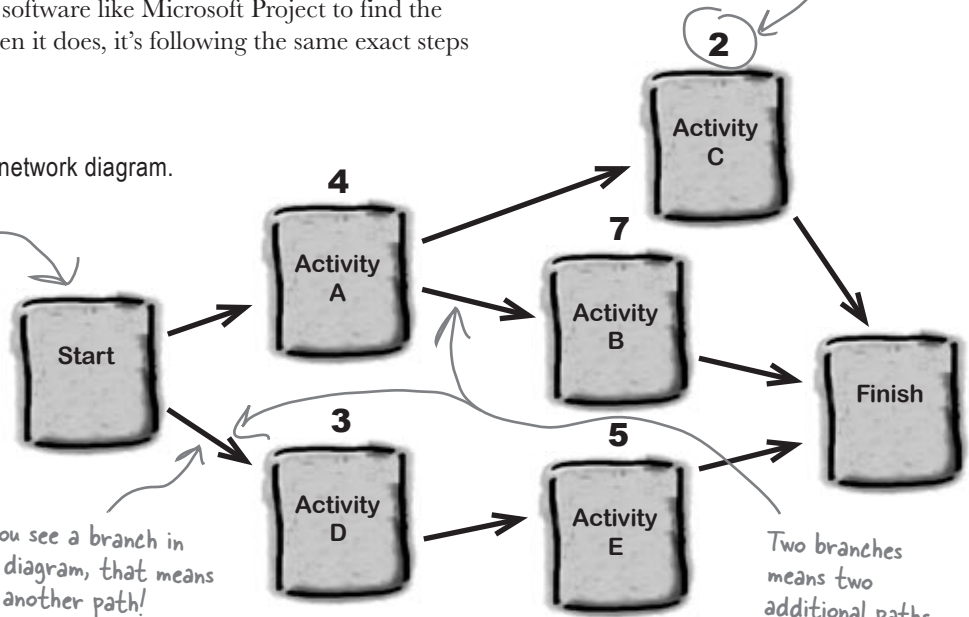 software like Microsoft Project to find the
en it does, it's following the same exact steps
network diagram.
2
Activity
C
4
Activity
A
7
Activity
B
Start
Finish
3
Activity
D
5
Activity
E
ou see a branch in
diagram, that means
another path!
Two branches
means two
additional paths